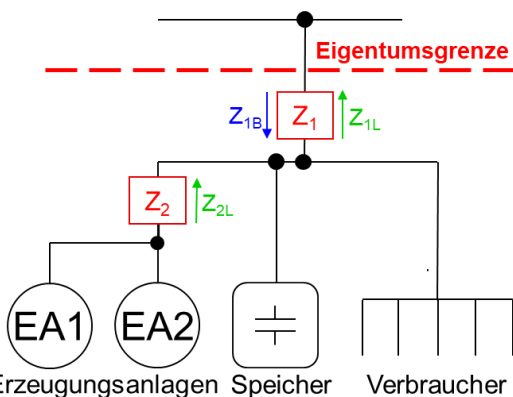 Eigentumsgrenze
Z1B
Z1
Z1L
Z2
Z2L
EA1
EA2
Erzeugungsanlagen
Speicher
Verbraucher